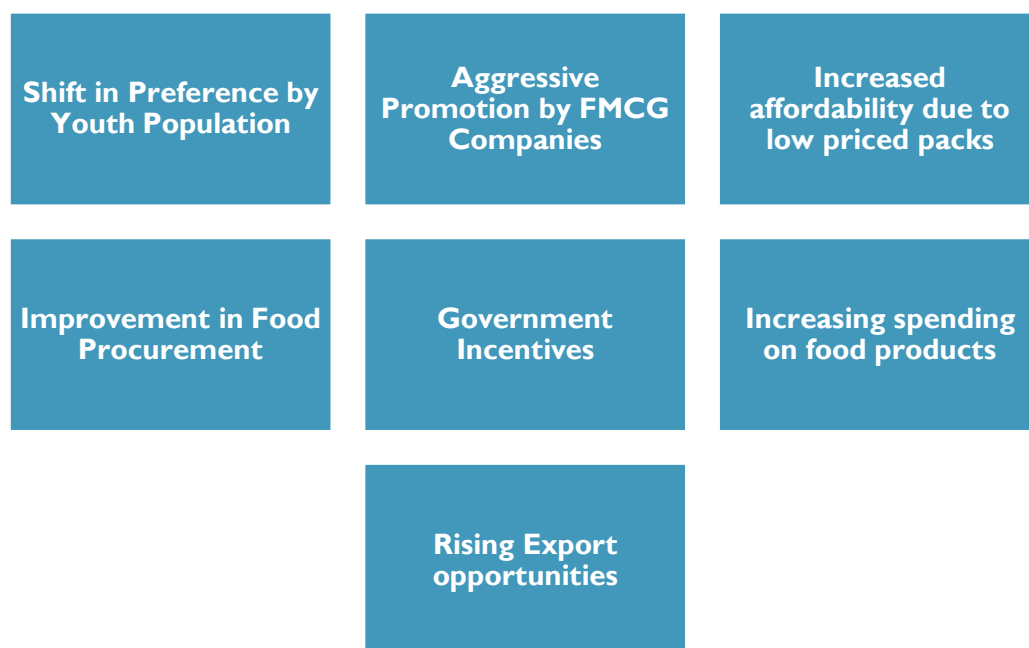 Shift in Preference by
Youth Population
Aggressive
Promotion by FMCG
Companies
Increased
affordability due to
low priced packs
Improvement in Food
Procurement
Government
Incentives
Increasing spending
on food products
Rising Export
opportunities